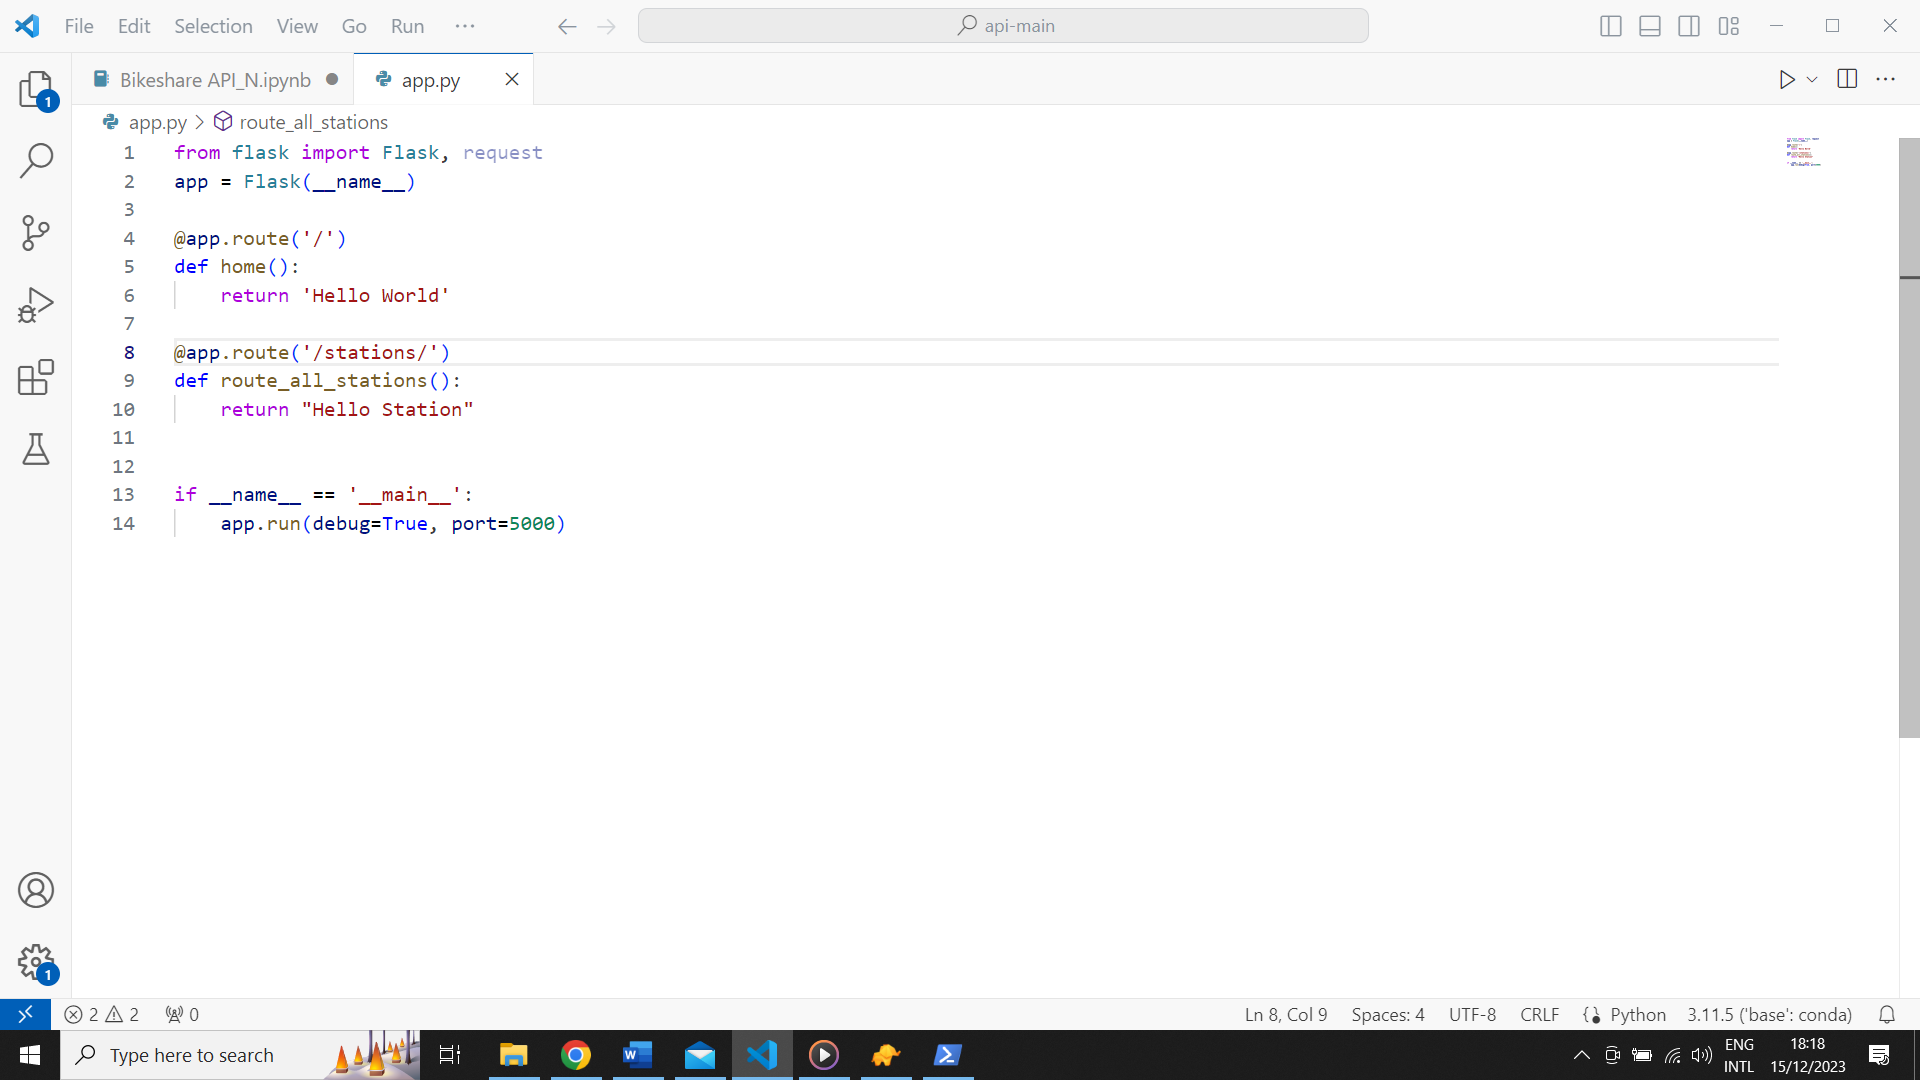 File Edit Selection View Go Run ···
api-main
Bikeshare API_N.ipynb
app.py
app.py > route_all_stations
1 from flask import Flask, request
2 app = Flask(__name__)
3
4 @app.route('/')
5 def home():
6 return 'Hello World'
7
8 @app.route('/stations/')
9 def route_all_stations():
10 return "Hello Station"
11
12
13 if __name__ == '__main__':
14 app.run(debug=True, port=5000)
1
1
2 2 0
Ln 8, Col 9 Spaces: 4 UTF-8 CRLF Python 3.11.5 ('base': conda)
Type here to search
ENG
INTL
18:18
15/12/2023